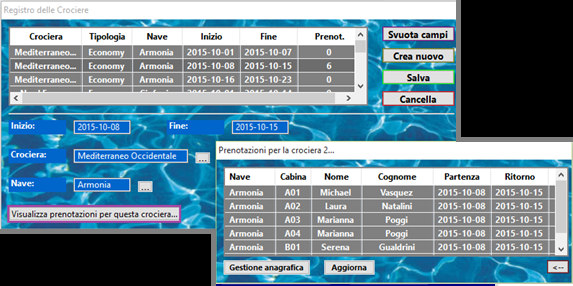 Registro delle Crociere
Crociera Tipologia Nave Inizio Fine Prenot.
Mediterraneo... Economy Armonia 2015-10-01 2015-10-07 0
Mediterraneo... Economy Armonia 2015-10-08 2015-10-15 6
Mediterraneo... Economy Armonia 2015-10-16 2015-10-23 0
Svuota campi
Crea nuovo
Salva
Cancella
Inizio: 2015-10-08 Fine: 2015-10-15
Crociera: Mediterraneo Occidentale ...
Nave: Armonia ...
Visualizza prenotazioni per questa crociera...
Prenotazioni per la crociera 2...
Nave Cabina Nome Cognome Partenza Ritorno
Armonia A01 Michael Vasquez 2015-10-08 2015-10-15
Armonia A02 Laura Natalini 2015-10-08 2015-10-15
Armonia A03 Marianna Poggi 2015-10-08 2015-10-15
Armonia A04 Marianna Poggi 2015-10-08 2015-10-15
Armonia B01 Serena Gualdrini 2015-10-08 2015-10-15
Gestione anagrafica Aggiorna <--